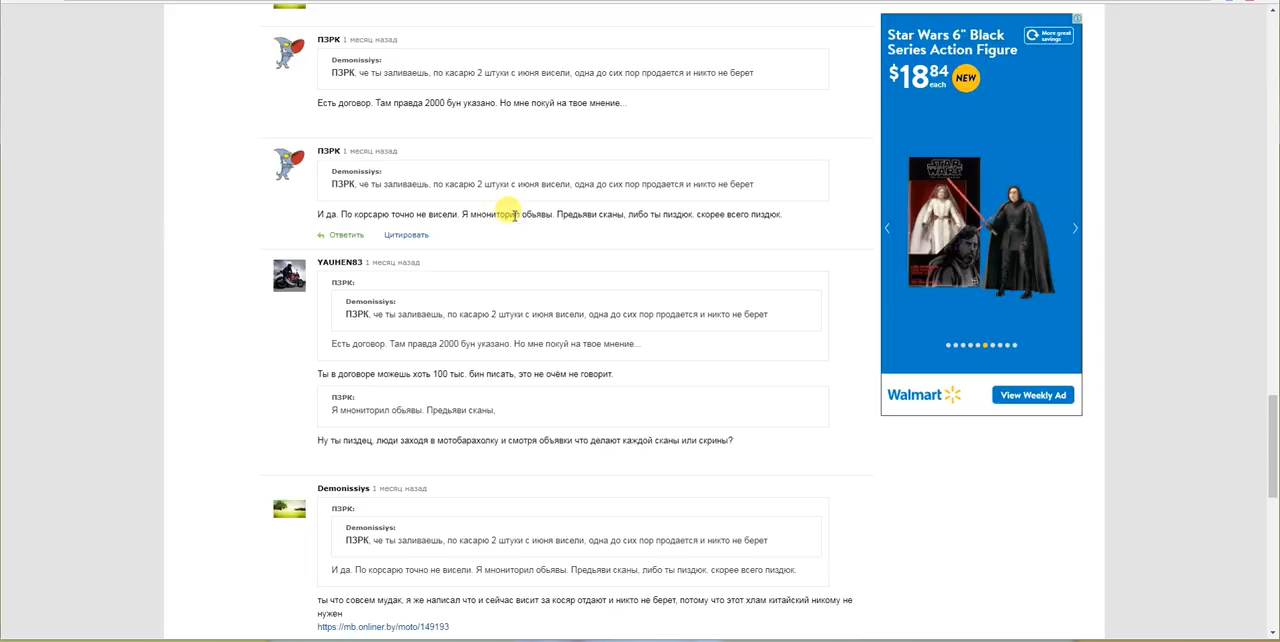 ПЗРК 1 месяц назад
Demonissiys:
ПЗРК, че ты заливаешь, по касарю 2 штуки с июня висели, одна до сих пор продается и никто не берет
Есть договор. Там правда 2000 бун указано. Но мне покуй на твое мнение...
ПЗРК 1 месяц назад
Demonissiys:
ПЗРК, че ты заливаешь, по касарю 2 штуки с июня висели, одна до сих пор продается и никто не берет
И да. По корсарю точно не висели. Я мнониторил обьявы. Предьяви сканы, либо ты пиздюк. скорее всего пиздюк.
Ответить Цитировать
YAUHEN83 1 месяц назад
ПЗРК:
Demonissiys:
ПЗРК, че ты заливаешь, по касарю 2 штуки с июня висели, одна до сих пор продается и никто не берет
Есть договор. Там правда 2000 бун указано. Но мне покуй на твое мнение...
Ты в договоре можешь хоть 100 тыс. бин писать, это не очём не говорит.
ПЗРК:
Я мнониторил обьявы. Предьяви сканы,
Ну ты пиздец, люди заходя в мотобарахолку и смотря объявки что делают каждой сканы или скрины?
Demonissiys 1 месяц назад
ПЗРК:
Demonissiys:
ПЗРК, че ты заливаешь, по касарю 2 штуки с июня висели, одна до сих пор продается и никто не берет
И да. По корсарю точно не висели. Я мнониторил обьявы. Предьяви сканы, либо ты пиздюк. скорее всего пиздюк.
ты что совсем мудак, я же написал что и сейчас висит за косяр отдают и никто не берет, потому что этот хлам китайский никому не
нужен
https://mb.onliner.by/moto/149193
Star Wars 6" Black
Series Action Figure
More great
savings
$18 84
each
NEW
STAR
WARS
Walmart
View Weekly Ad